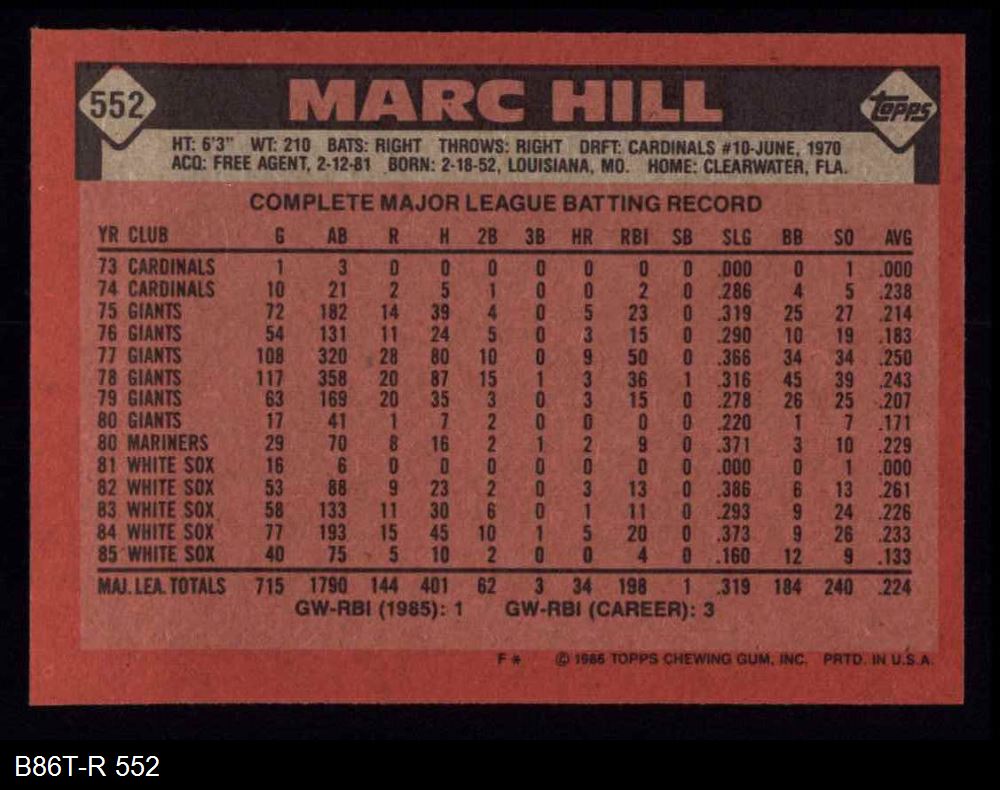 552 MARC HILL topps
HT: 6'3" WT: 210 BATS: RIGHT THROWS: RIGHT DRFT: CARDINALS #10-JUNE, 1970
ACQ: FREE AGENT, 2-12-81 BORN: 2-18-52, LOUISIANA, MO. HOME: CLEARWATER, FLA.
COMPLETE MAJOR LEAGUE BATTING RECORD
YR CLUB G AB R H 2B 3B HR RBI SB SLG BB SO AVG
73 CARDINALS 1 3 0 0 0 0 0 0 0 .000 0 1 .000
74 CARDINALS 10 21 2 5 1 0 0 2 0 .286 4 5 .238
75 GIANTS 72 182 14 39 4 0 5 23 0 .319 25 27 .214
76 GIANTS 54 131 11 24 5 0 3 15 0 .290 10 19 .183
77 GIANTS 108 320 28 80 10 0 9 50 0 .366 34 34 .250
78 GIANTS 117 358 20 87 15 1 3 36 1 .316 45 39 .243
79 GIANTS 63 169 20 35 3 0 3 15 0 .278 26 25 .207
80 GIANTS 17 41 1 7 2 0 0 0 0 .220 1 7 .171
80 MARINERS 29 70 8 16 2 1 2 9 0 .371 3 10 .229
81 WHITE SOX 16 6 0 0 0 0 0 0 0 .000 0 1 .000
82 WHITE SOX 53 88 9 23 2 0 3 13 0 .386 6 13 .261
83 WHITE SOX 58 133 11 30 6 0 1 11 0 .293 9 24 .226
84 WHITE SOX 77 193 15 45 10 1 5 20 0 .373 9 26 .233
85 WHITE SOX 40 75 5 10 2 0 0 4 0 .160 12 9 .133
MAJ. LEA. TOTALS 715 1790 144 401 62 3 34 198 1 .319 184 240 .224
GW-RBI (1985): 1 GW-RBI (CAREER): 3
F* © 1986 TOPPS CHEWING GUM, INC. PRTD. IN U.S.A.
B86T-R 552